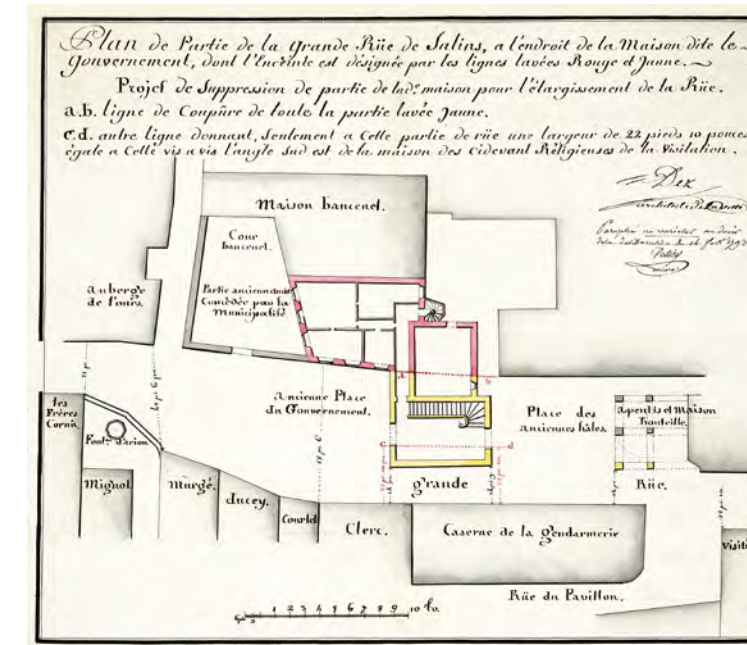 Plan de Partie de la grande Rüe de Salins, a l'endroit de la Maison dite le
Gouvernement, dont l'Enceinte est désignée par les lignes lavées Rouge et Jaune.
Projet de Suppression de partie de lad.e maison pour l'élargissement de la Rüe.
a.b. ligne de Coupûre de toute la partie lavée Jaune.
c.d. autre ligne donnant, Seulement a Cette partie de rüe une largeur de 22 pieds 10 pouces
égale a Celle vis a vis l'angle Sud est de la maison des cidevant Réligieuses de la Visitation.
Dex
Maison bancenel.
Cour
bancenel.
auberge
de l'ours.
Partie anciennement
Concédée par la
Municipalité
a
b
ancienne Place
du Gouvernement.
Place des
anciennes hâles.
apentis et Maison
les
Frères
Cornu.
Font. d'arion
c
d
Mignot
Murgé.
ducey.
Courlet
Clerc.
grande
Rüe.
Caserne de la gendarmerie
Visit
Rüe du Pavillon.
1 2 3 4 5 6 7 8 9 10 to.